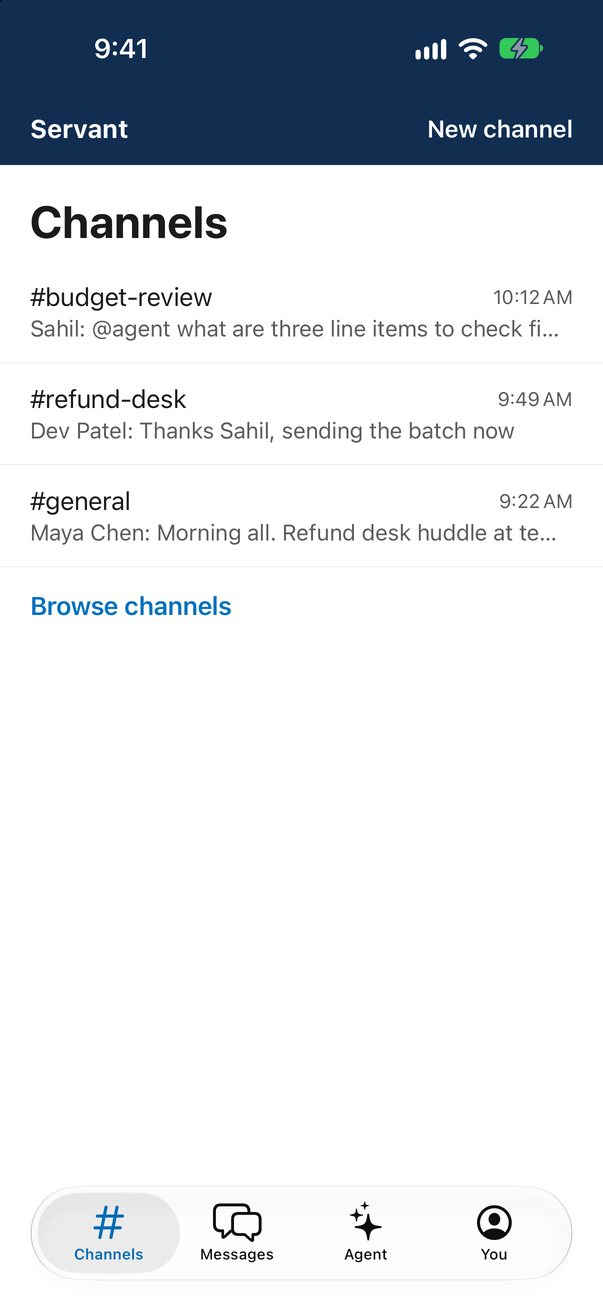 9:41
Servant
New channel
Channels
#budget-review
10:12 AM
Sahil: @agent what are three line items to check fi...
#refund-desk
9:49 AM
Dev Patel: Thanks Sahil, sending the batch now
#general
9:22 AM
Maya Chen: Morning all. Refund desk huddle at te...
Browse channels
Channels
Messages
Agent
You